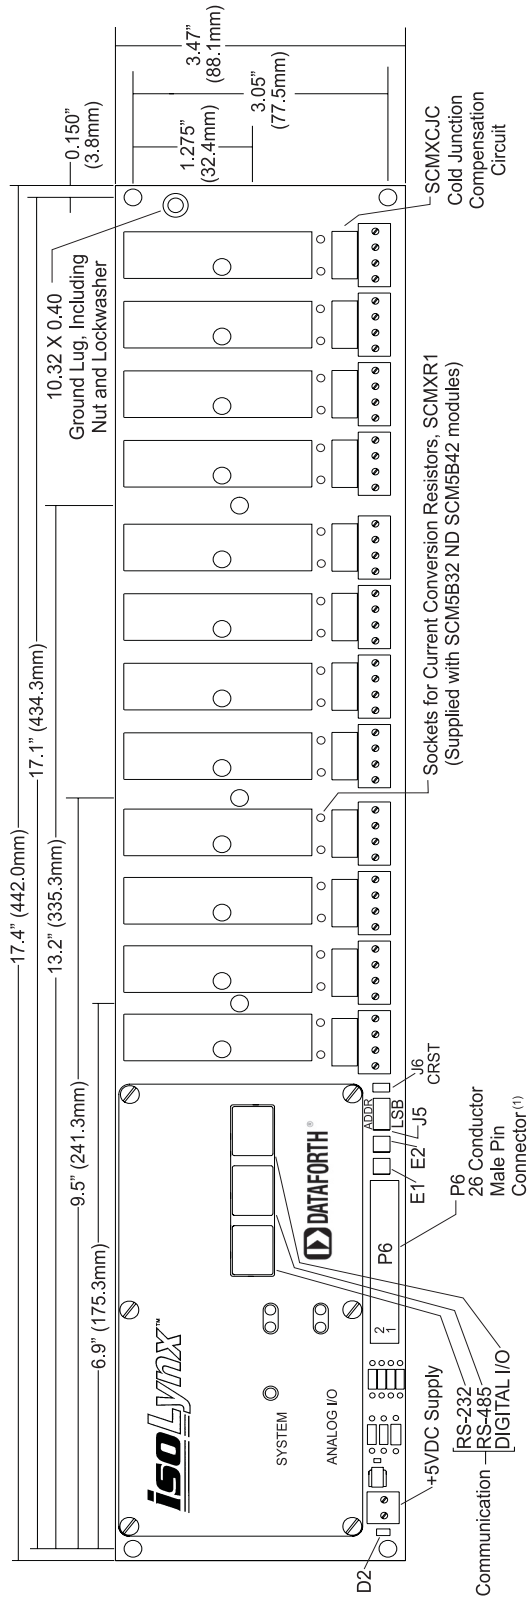 17.4” (442.0mm)
17.1” (434.3mm)
13.2” (335.3mm)
9.5” (241.3mm)
6.9” (175.3mm)
0.150”
(3.8mm)
10.32 X 0.40
Ground Lug, Including
Nut and Lockwasher
3.47”
(88.1mm)
3.05”
(77.5mm)
1.275”
(32.4mm)
isoLynx™
SYSTEM
ANALOG I/O
DATAFORTH
P6
2
1
ADDR
LSB
D2
+5VDC Supply
Communication
RS-232
RS-485
DIGITAL I/O
P6
26 Conductor
Male Pin
Connector (1)
E1
E2
J5
J6
CRST
Sockets for Current Conversion Resistors, SCMXR1
(Supplied with SCM5B32 ND SCM5B42 modules)
SCMXCJC
Cold Junction
Compensation
Circuit